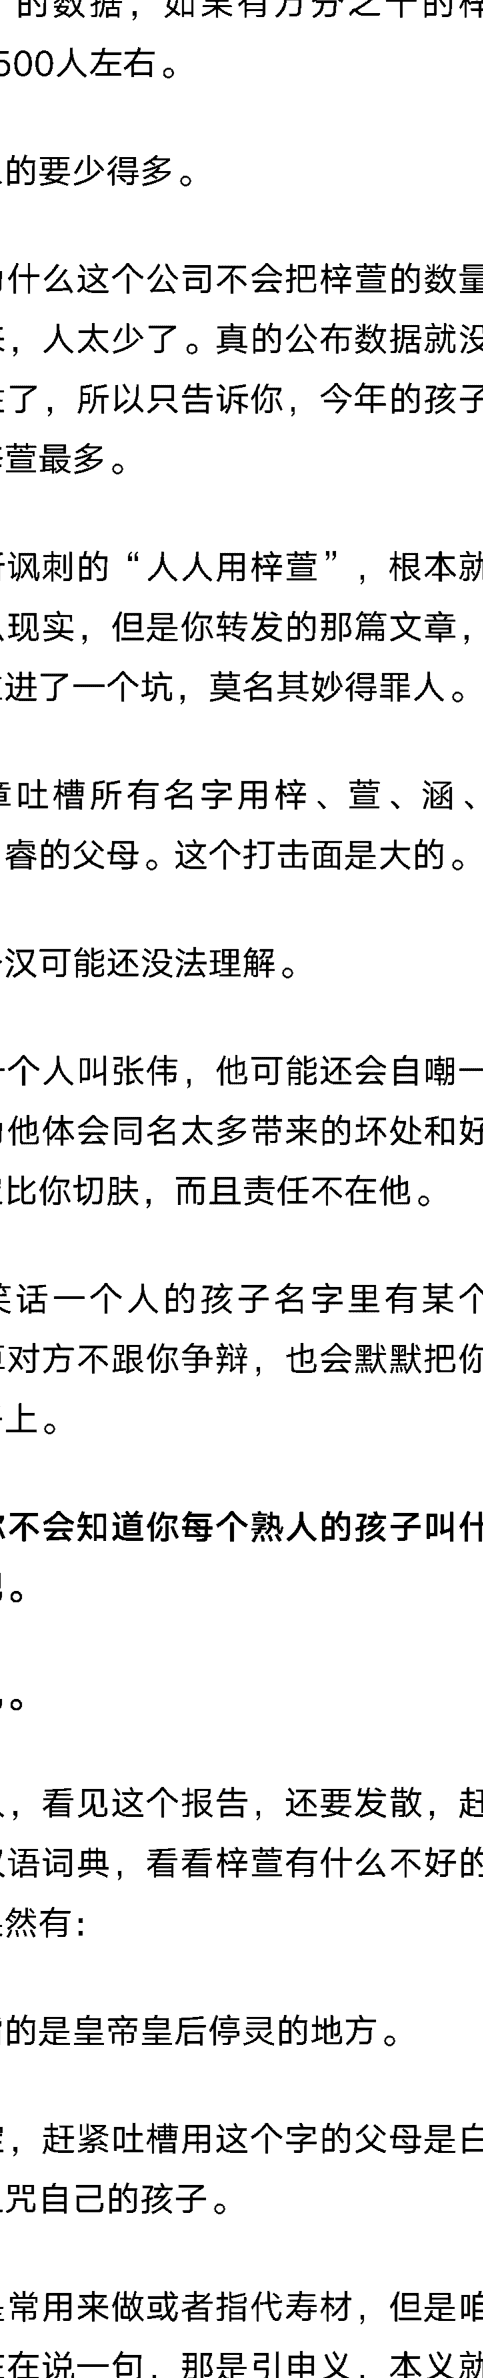 的数据，如果有万分之十的梓
500人左右。
的要少得多。
什么这个公司不会把梓萱的数量
，人太少了。真的公布数据就没
了，所以只告诉你，今年的孩子
萱最多。
讽刺的“人人用梓萱”，根本就
现实，但是你转发的那篇文章，
进了一个坑，莫名其妙得罪人。
章吐槽所有名字用梓、萱、涵、
睿的父母。这个打击面是大的。
汉可能还没法理解。
个人叫张伟，他可能还会自嘲一
他体会同名太多带来的坏处和好
比你切肤，而且责任不在他。
笑话一个人的孩子名字里有某个
对方不跟你争辩，也会默默把你
上。
你不会知道你每个熟人的孩子叫什
。
。
，看见这个报告，还要发散，赶
汉语词典，看看梓萱有什么不好的
然有：
的是皇帝皇后停灵的地方。
，赶紧吐槽用这个字的父母是白
咒自己的孩子。
常用来做或者指代寿材，但是咱
在说一句，那是引申义，本义就